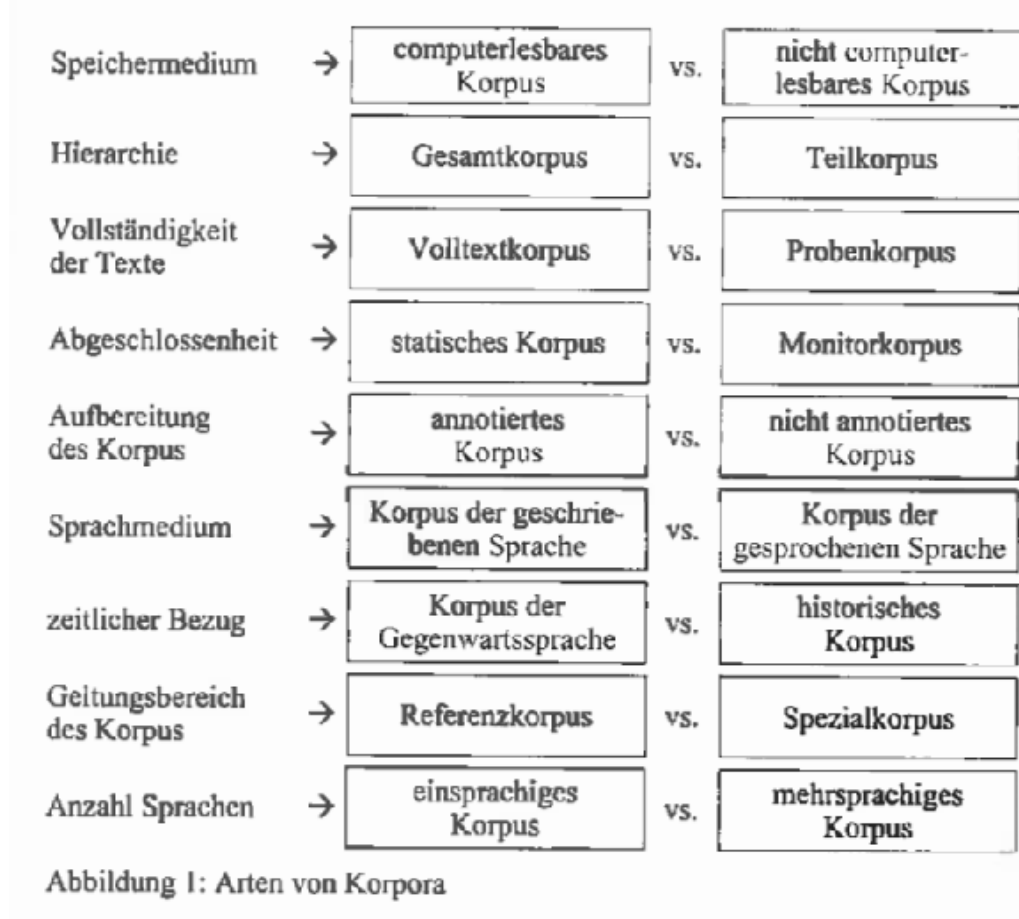 Speichermedium → computerlesbares Korpus vs. nicht computer-lesbares Korpus
Hierarchie → Gesamtkorpus vs. Teilkorpus
Vollständigkeit der Texte → Volltextkorpus vs. Probenkorpus
Abgeschlossenheit → statisches Korpus vs. Monitorkorpus
Aufbereitung des Korpus → annotiertes Korpus vs. nicht annotiertes Korpus
Sprachmedium → Korpus der geschrie-benen Sprache vs. Korpus der gesprochenen Sprache
zeitlicher Bezug → Korpus der Gegenwartssprache vs. historisches Korpus
Geltungsbereich des Korpus → Referenzkorpus vs. Spezialkorpus
Anzahl Sprachen → einsprachiges Korpus vs. mehrsprachiges Korpus
Abbildung 1: Arten von Korpora